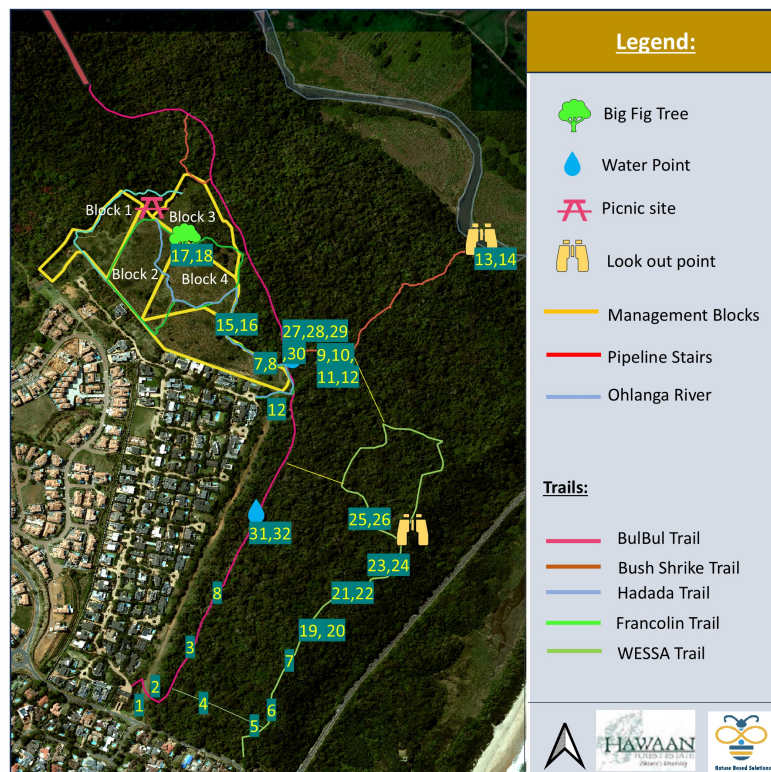 Block 1
Block 3
Block 2
Block 4
17,18
13,14
15,16
27,28,29
,30
7,8
9,10,
11,12
12
31,32
25,26
23,24
21,22
19, 20
8
3
7
2
1
4
6
5
Legend:
Big Fig Tree
Water Point
Picnic site
Look out point
Management Blocks
Pipeline Stairs
Ohlanga River
Trails:
BulBul Trail
Bush Shrike Trail
Hadada Trail
Francolin Trail
WESSA Trail
HAWAAN
FOREST ESTATE
Nature Based Solutions